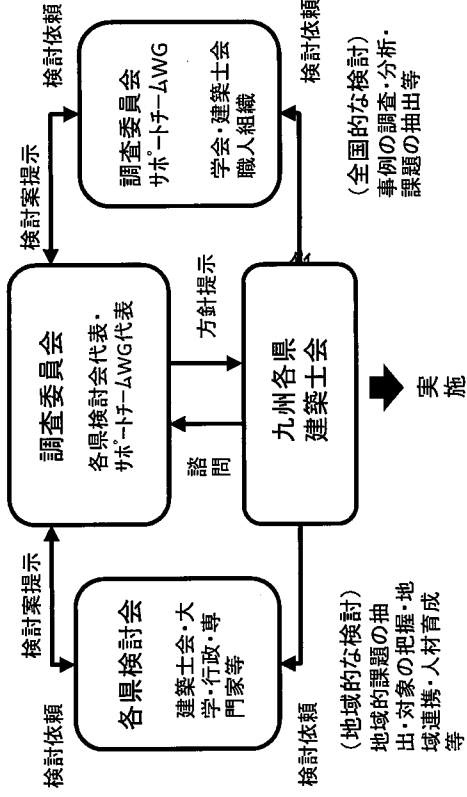 検討依頼
検討案提示
検討案提示
検討依頼
各県検討会
建築士会・大
学・行政・専
門家等
調査委員会
各県検討会代表・
サポートチームWG代表
調査委員会
サポートチームWG
学会・建築士会
職人組織
諮問
方針提示
九州各県
建築士会
検討依頼
検討依頼
(地域的な検討)
地域的課題の抽
出・対象の把握・地
域連携・人材育成
等
実施
(全国的な検討)
事例の調査・分析・
課題の抽出等